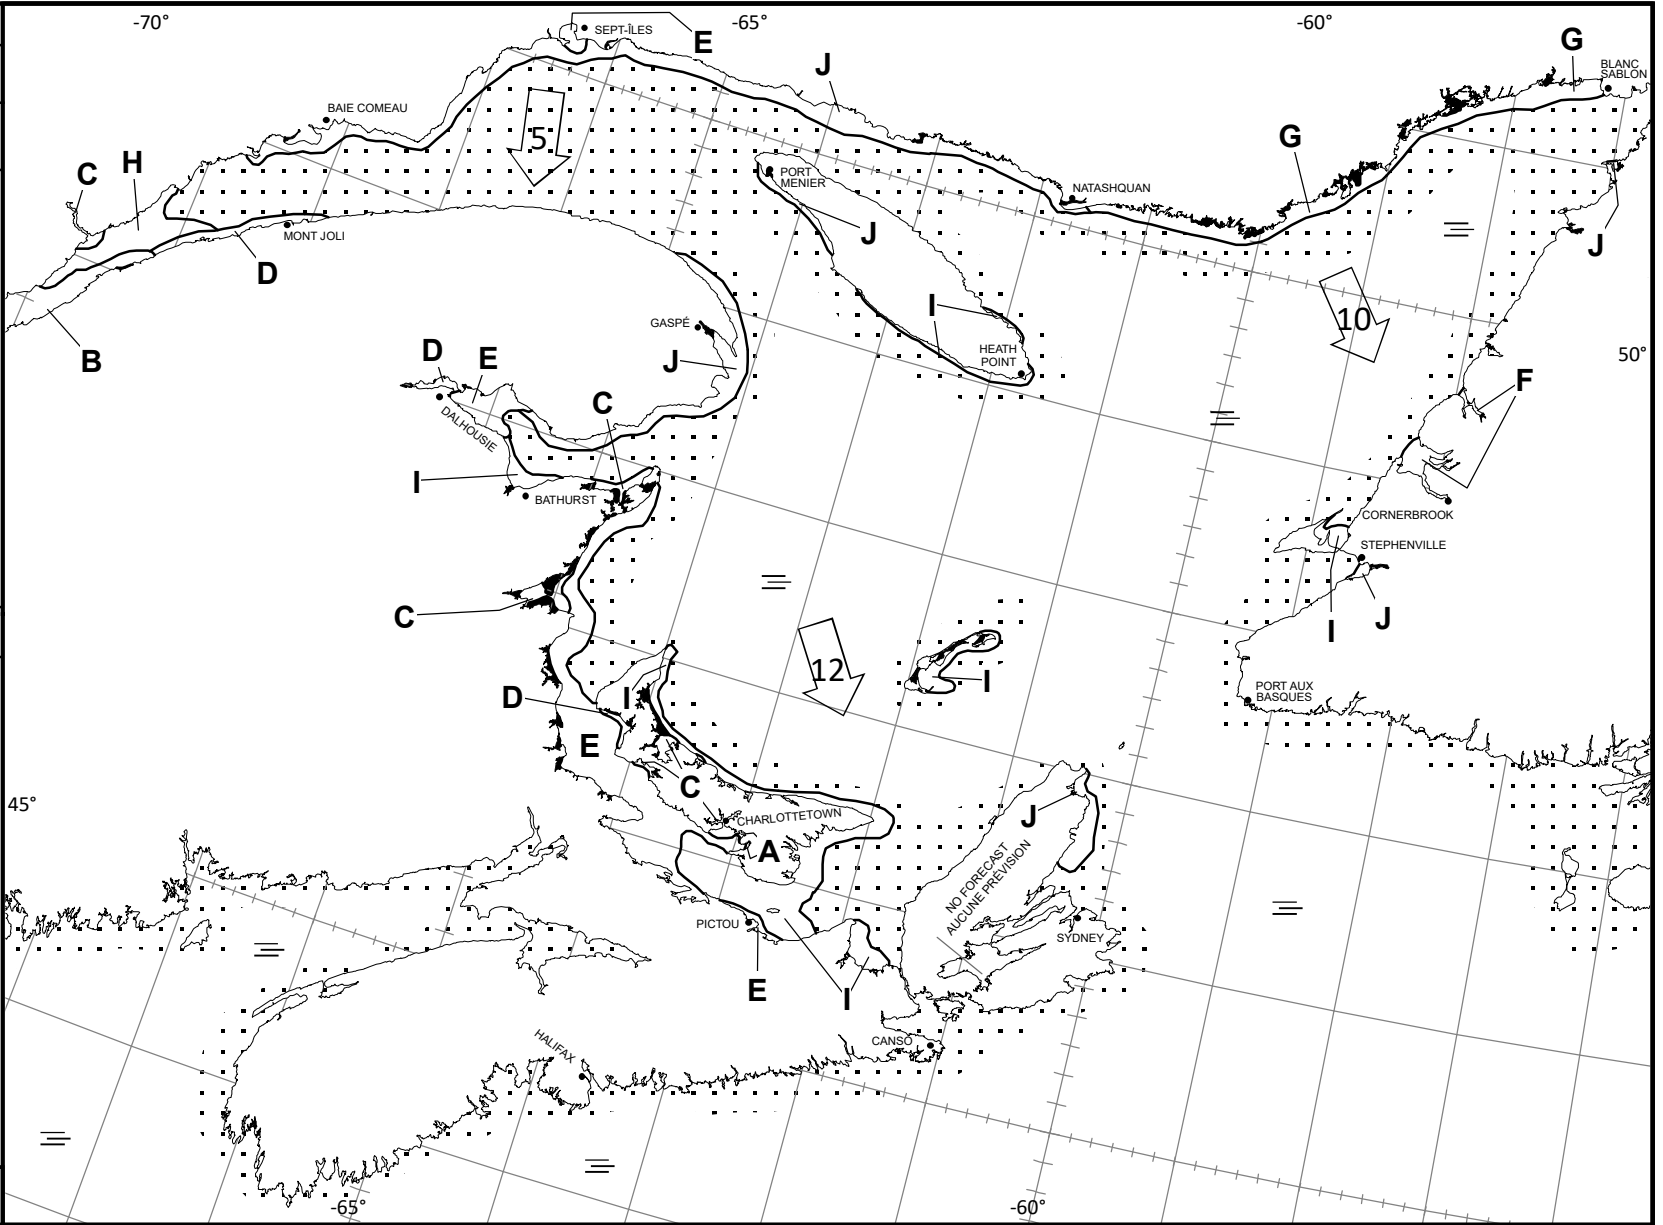 -70°
-65°
-60°
SEPT-ÎLES
E
J
G
BLANC
SABLON
BAIE COMEAU
5
G
H
C
PORT
MENIER
NATASHQUAN
J
MONT JOLI
D
J
I
10
GASPÉ
HEATH
POINT
50°
B
D
E
J
F
C
DALHOUSIE
I
BATHURST
CORNERBROOK
STEPHENVILLE
C
I
J
12
I
D
I
PORT AUX
BASQUES
E
C
45°
CHARLOTTETOWN
J
A
NO FORECAST
AUCUNE PRÉVISION
PICTOU
SYDNEY
E
I
HALIFAX
CANSO
-65°
-60°